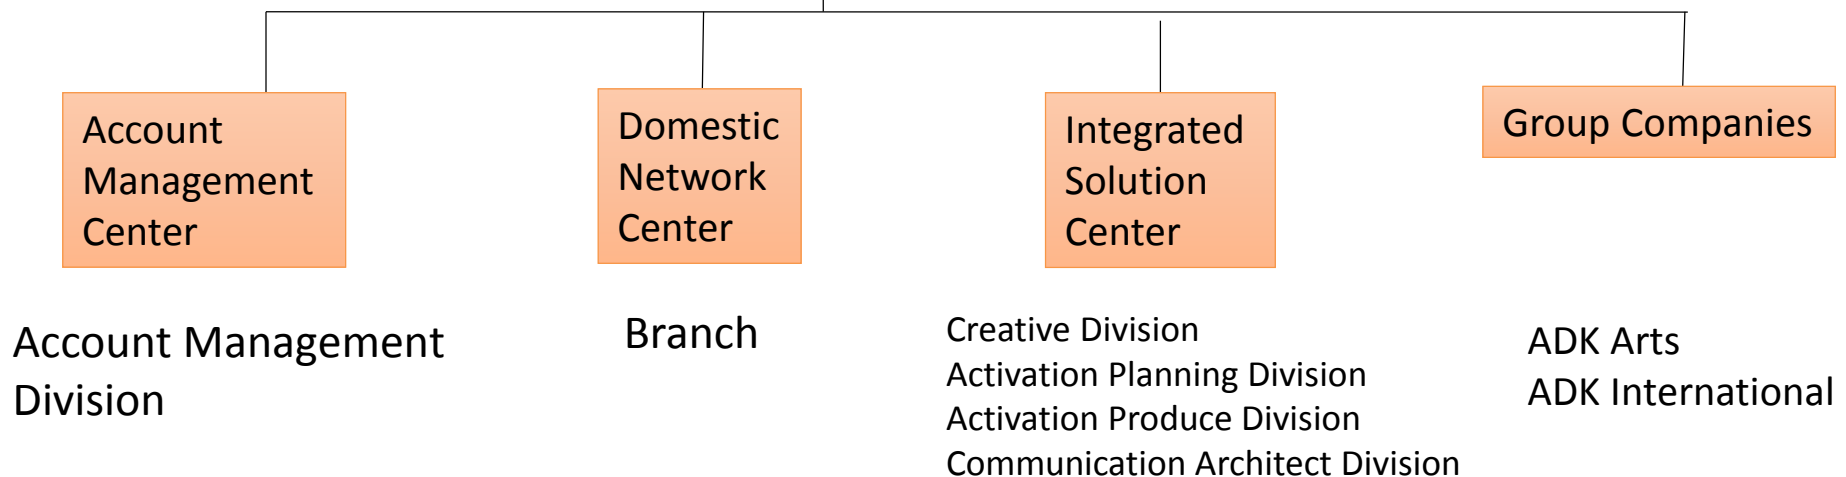 Account
Management
Center
Domestic
Network
Center
Integrated
Solution
Center
Group Companies
Account Management
Division
Branch
Creative Division
Activation Planning Division
Activation Produce Division
Communication Architect Division
ADK Arts
ADK International